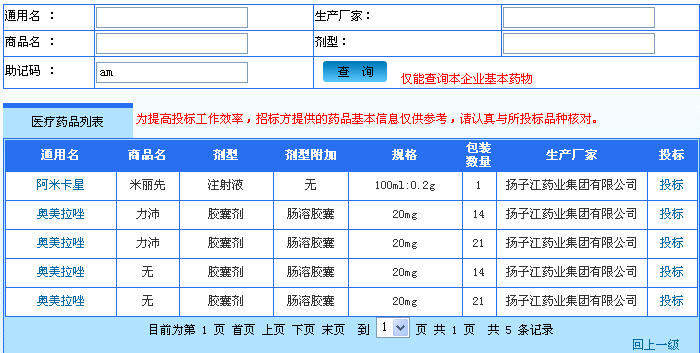 通用名 ： 生产厂家：
商品名 ： 剂型：
助记码 ： am 查 询 仅能查询本企业基本药物
医疗药品列表 为提高投标工作效率，招标方提供的药品基本信息仅供参考，请认真与所投标品种核对。
通用名 商品名 剂型 剂型附加 规格 包装数量 生产厂家 投标
阿米卡星 米丽先 注射液 无 100ml:0.2g 1 扬子江药业集团有限公司 投标
奥美拉唑 力沛 胶囊剂 肠溶胶囊 20mg 14 扬子江药业集团有限公司 投标
奥美拉唑 力沛 胶囊剂 肠溶胶囊 20mg 21 扬子江药业集团有限公司 投标
奥美拉唑 无 胶囊剂 肠溶胶囊 20mg 14 扬子江药业集团有限公司 投标
奥美拉唑 无 胶囊剂 肠溶胶囊 20mg 21 扬子江药业集团有限公司 投标
目前为第 1 页 首页 上页 下页 末页 到 1 页 共 1 页 共 5 条记录
回上一级